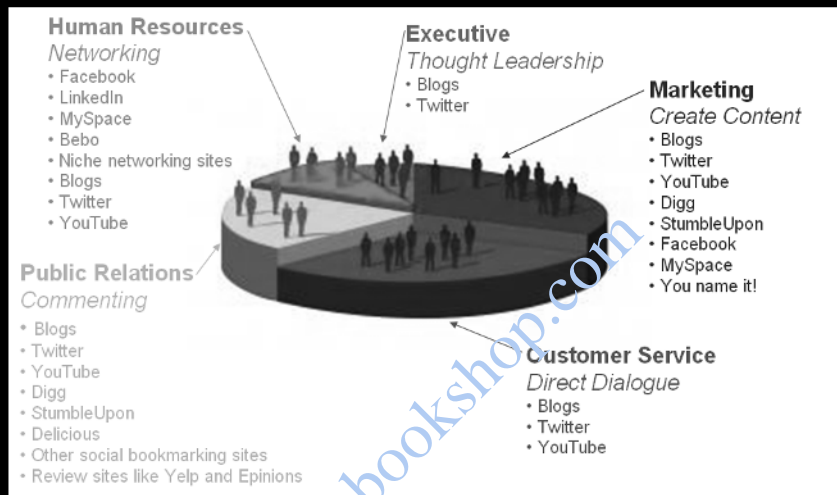 Human Resources
Networking
• Facebook
• LinkedIn
• MySpace
• Bebo
• Niche networking sites
• Blogs
• Twitter
• YouTube
Executive
Thought Leadership
• Blogs
• Twitter
Marketing
Create Content
• Blogs
• Twitter
• YouTube
• Digg
• StumbleUpon
• Facebook
• MySpace
• You name it!
Public Relations
Commenting
• Blogs
• Twitter
• YouTube
• Digg
• StumbleUpon
• Delicious
• Other social bookmarking sites
• Review sites like Yelp and Epinions
Customer Service
Direct Dialogue
• Blogs
• Twitter
• YouTube
bookshop.com